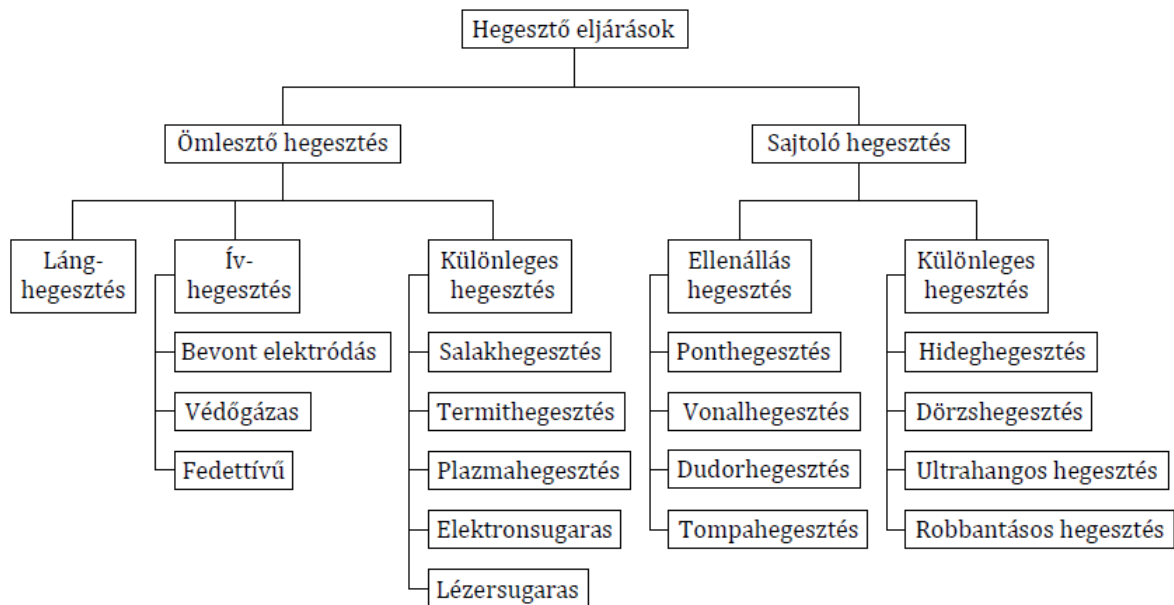 Hegesztő eljárások
Ömlesztő hegesztés
Sajtoló hegesztés
Láng-
hegesztés
Ív-
hegesztés
Különleges
hegesztés
Ellenállás
hegesztés
Különleges
hegesztés
Bevont elektródás
Salakhegesztés
Ponthegesztés
Hideghegesztés
Védőgázas
Termithegesztés
Vonalhegesztés
Dörzshegesztés
Fedettívű
Plazmahegesztés
Dudorhegesztés
Ultrahangos hegesztés
Elektronsugaras
Tompahegesztés
Robbantásos hegesztés
Lézersugaras